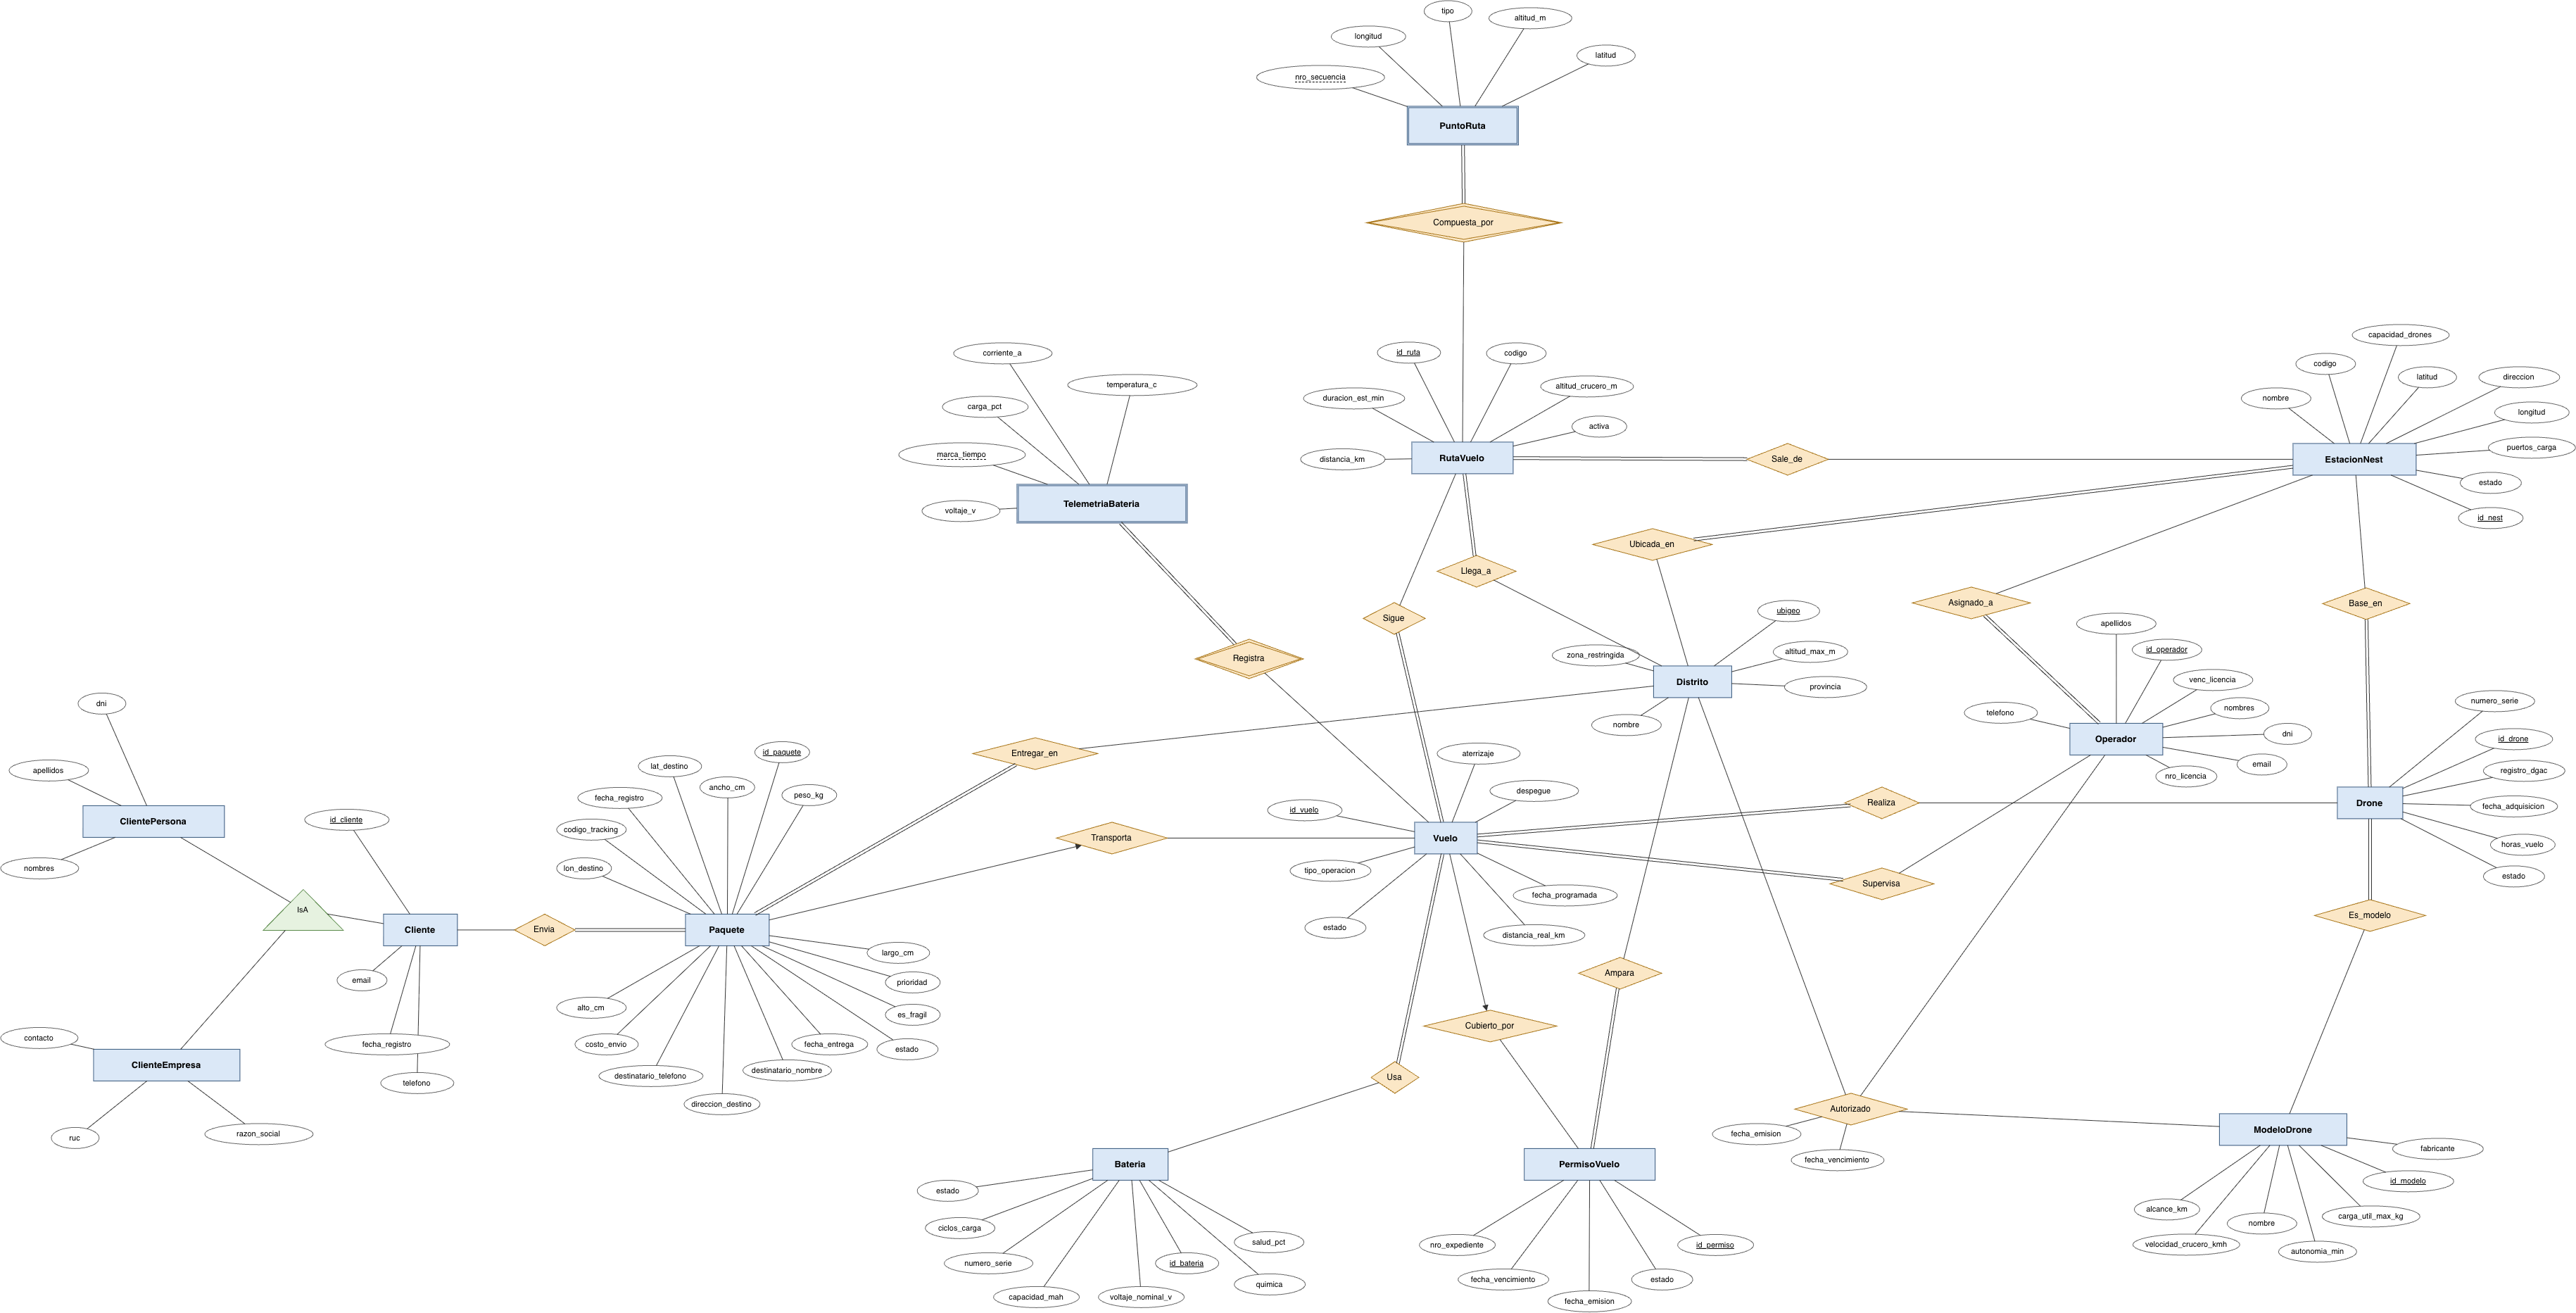 tipo
altitud_m
longitud
latitud
nro_secuencia
PuntoRuta
Compuesta_por
capacidad_drones
id_ruta
codigo
corriente_a
codigo
latitud
direccion
temperatura_c
altitud_crucero_m
duracion_est_min
nombre
carga_pct
longitud
activa
puertos_carga
marca_tiempo
distancia_km
RutaVuelo
Sale_de
EstacionNest
estado
TelemetriaBateria
voltaje_v
id_nest
Ubicada_en
Llega_a
Asignado_a
Base_en
ubigeo
Sigue
apellidos
id_operador
zona_restringida
altitud_max_m
Registra
venc_licencia
Distrito
provincia
numero_serie
dni
nombres
telefono
nombre
dni
id_drone
Operador
Entregar_en
id_paquete
aterrizaje
email
lat_destino
apellidos
registro_dgac
nro_licencia
ancho_cm
despegue
peso_kg
fecha_registro
id_vuelo
Realiza
Drone
fecha_adquisicion
ClientePersona
id_cliente
codigo_tracking
Transporta
Vuelo
horas_vuelo
nombres
lon_destino
tipo_operacion
estado
Supervisa
fecha_programada
IsA
Es_modelo
Cliente
Envia
Paquete
estado
distancia_real_km
largo_cm
Ampara
email
prioridad
alto_cm
es_fragil
Cubierto_por
contacto
fecha_registro
costo_envio
fecha_entrega
estado
ClienteEmpresa
destinatario_telefono
destinatario_nombre
Usa
telefono
direccion_destino
Autorizado
ModeloDrone
fecha_emision
ruc
razon_social
fabricante
fecha_vencimiento
Bateria
PermisoVuelo
id_modelo
estado
alcance_km
carga_util_max_kg
ciclos_carga
nombre
salud_pct
nro_expediente
id_permiso
velocidad_crucero_kmh
autonomia_min
numero_serie
id_bateria
fecha_vencimiento
estado
quimica
capacidad_mah
voltaje_nominal_v
fecha_emision